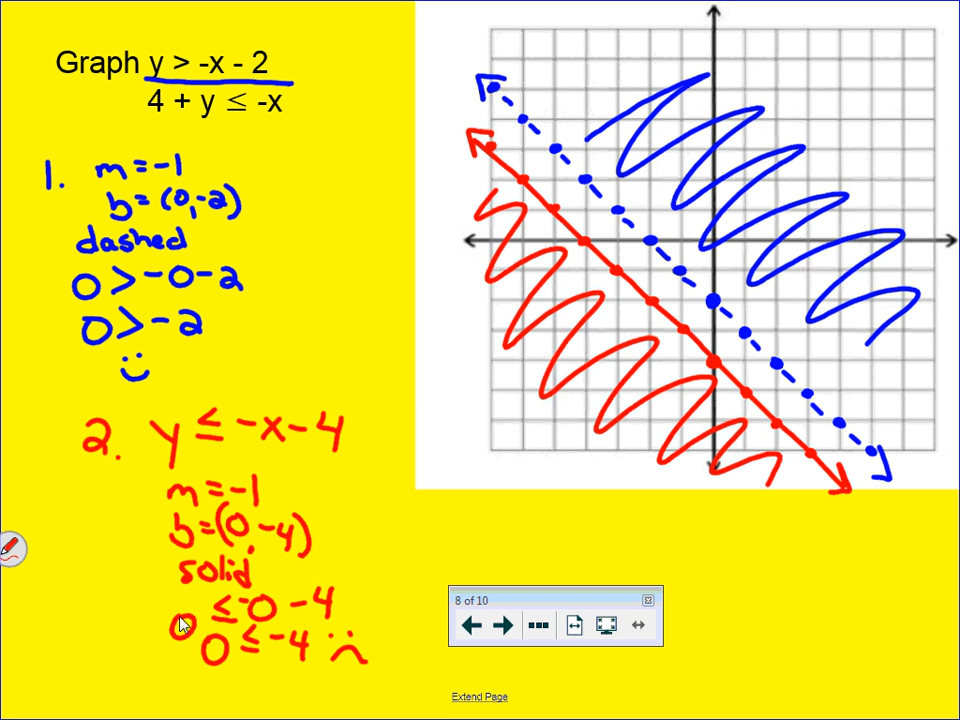 Graph y > -x - 2
4 + y ≤ -x
1. m = -1
b = (0, -2)
dashed
0 > -0 - 2
0 > -2
2. y ≤ -x - 4
m = -1
b = (0, -4)
solid
0 ≤ -0 - 4
0 ≤ -4
8 of 10
Extend Page